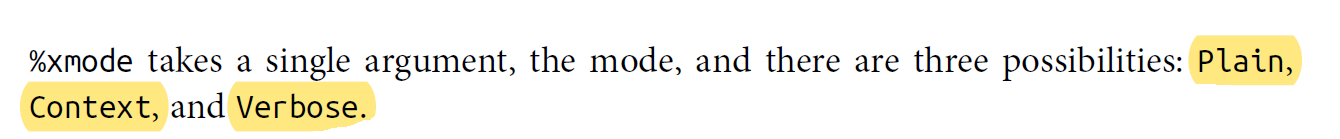 %xmode takes a single argument, the mode, and there are three possibilities: Plain,
Context, and Verbose.